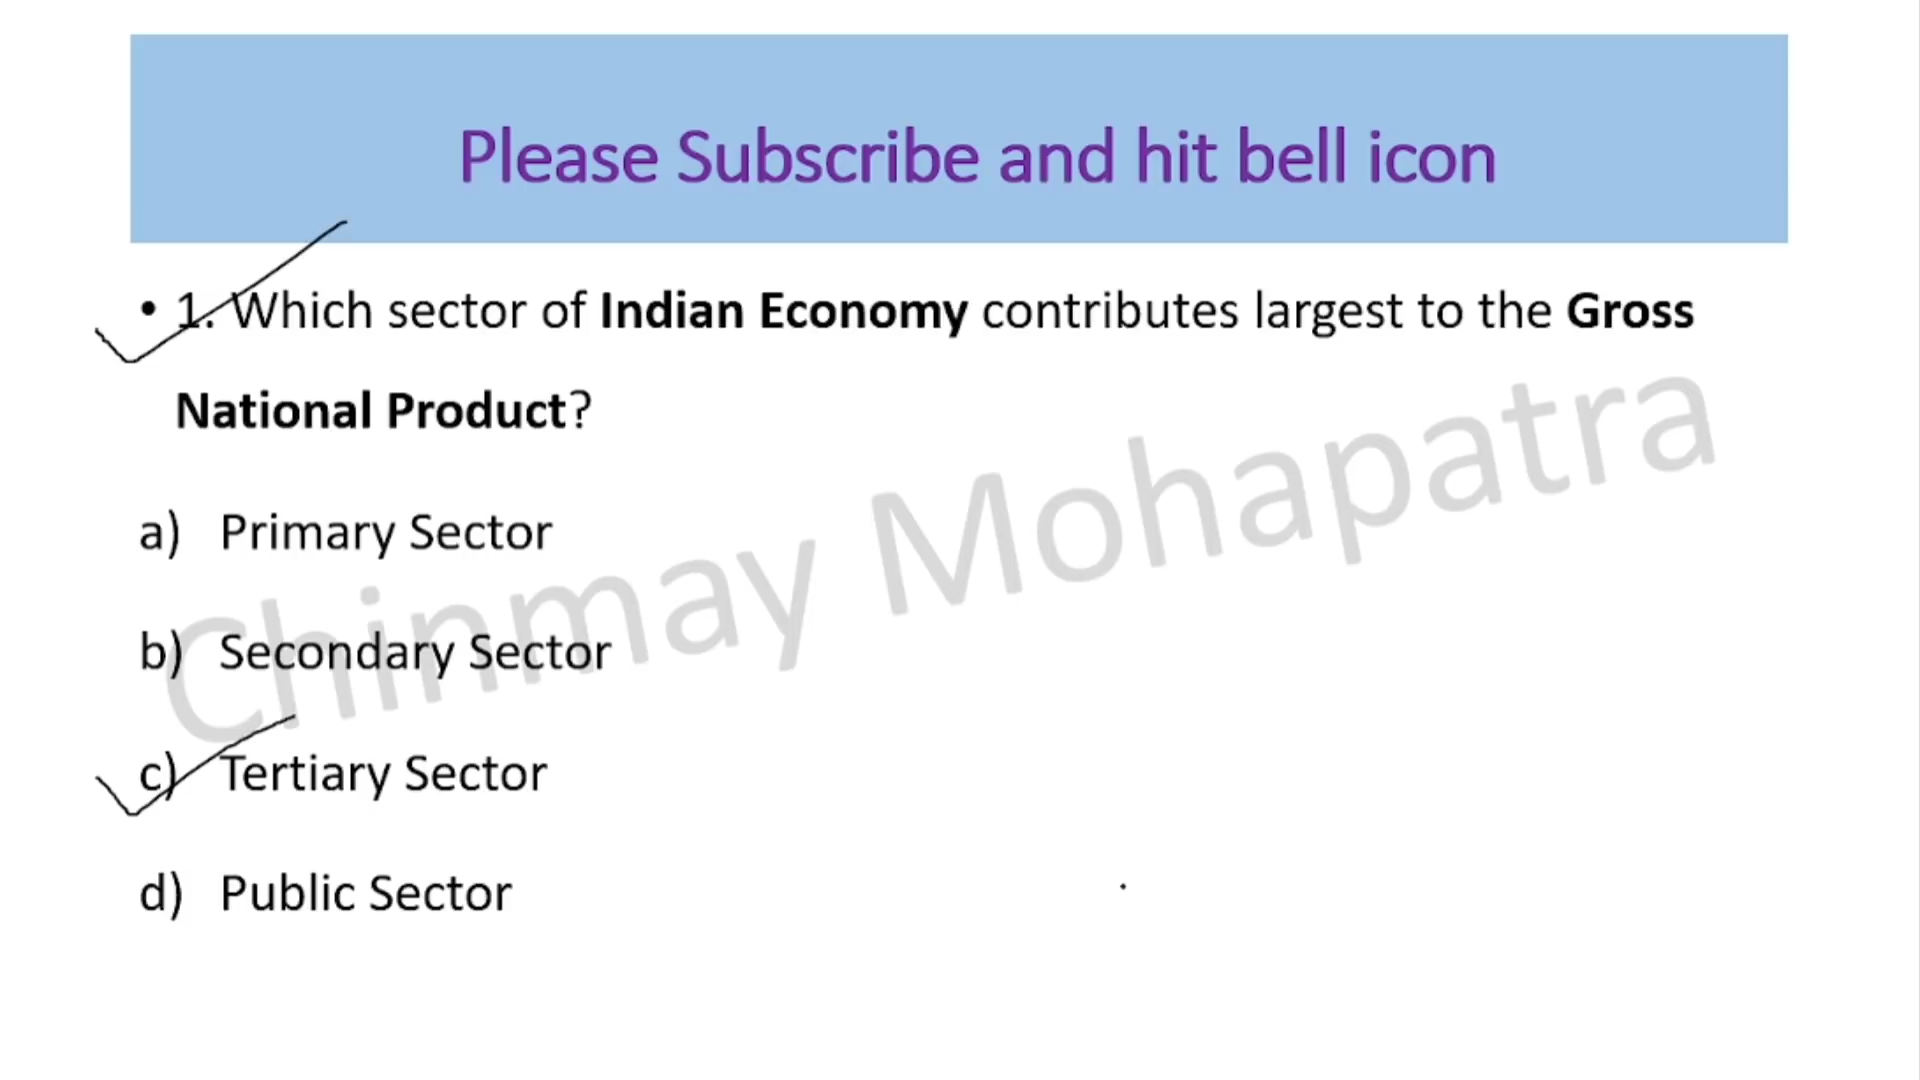 Please Subscribe and hit bell icon
• 1. Which sector of Indian Economy contributes largest to the Gross
National Product?
a) Primary Sector
b) Secondary Sector
c) Tertiary Sector
d) Public Sector
Chinmay Mohapatra